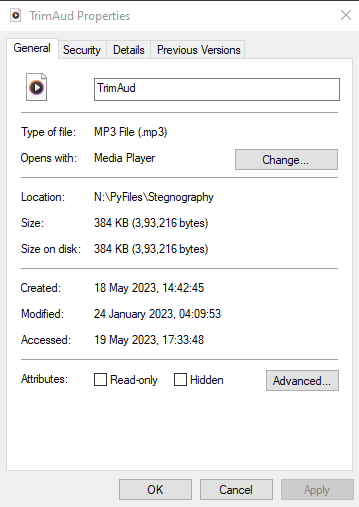 TrimAud Properties
General Security Details Previous Versions
TrimAud
Type of file: MP3 File (.mp3)
Opens with: Media Player Change...
Location: N:\PyFiles\Stegnography
Size: 384 KB (3,93,216 bytes)
Size on disk: 384 KB (3,93,216 bytes)
Created: 18 May 2023, 14:42:45
Modified: 24 January 2023, 04:09:53
Accessed: 19 May 2023, 17:33:48
Attributes: Read-only Hidden Advanced...
OK Cancel Apply